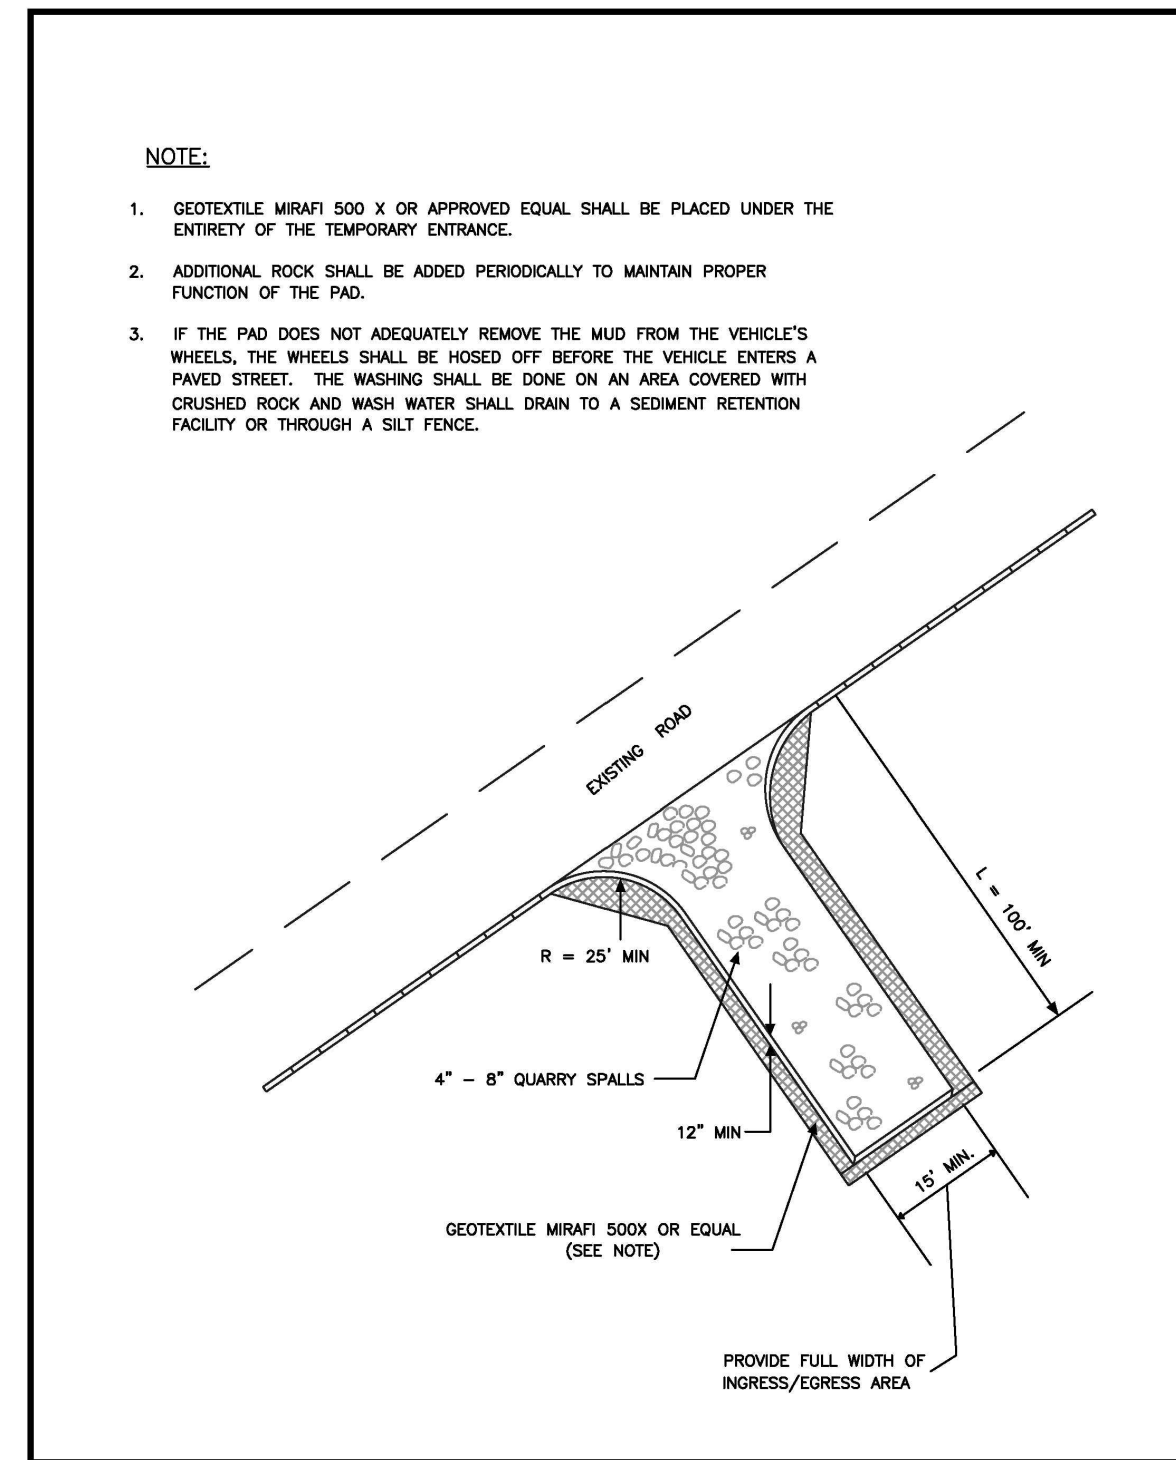 NOTE:
1. GEOTEXTILE MIRAFI 500 X OR APPROVED EQUAL SHALL BE PLACED UNDER THE
ENTIRETY OF THE TEMPORARY ENTRANCE.
2. ADDITIONAL ROCK SHALL BE ADDED PERIODICALLY TO MAINTAIN PROPER
FUNCTION OF THE PAD.
3. IF THE PAD DOES NOT ADEQUATELY REMOVE THE MUD FROM THE VEHICLE'S
WHEELS, THE WHEELS SHALL BE HOSED OFF BEFORE THE VEHICLE ENTERS A
PAVED STREET. THE WASHING SHALL BE DONE ON AN AREA COVERED WITH
CRUSHED ROCK AND WASH WATER SHALL DRAIN TO A SEDIMENT RETENTION
FACILITY OR THROUGH A SILT FENCE.
EXISTING ROAD
L = 100' MIN
R = 25' MIN
4" - 8" QUARRY SPALLS
12" MIN
15' MIN.
GEOTEXTILE MIRAFI 500X OR EQUAL
(SEE NOTE)
PROVIDE FULL WIDTH OF
INGRESS/EGRESS AREA